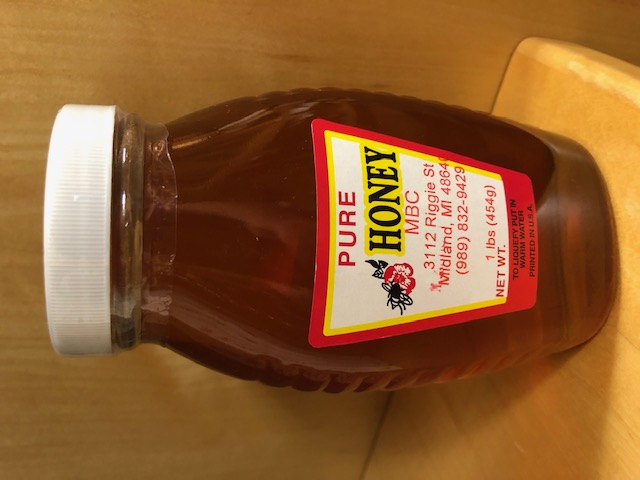 PURE
HONEY
MBC
3112 Riggie St
Midland, MI 48640
(989) 832-9429
1 lbs (454g)
NET WT.
TO LIQUEFY PUT IN
WARM WATER
PRINTED IN U.S.A.